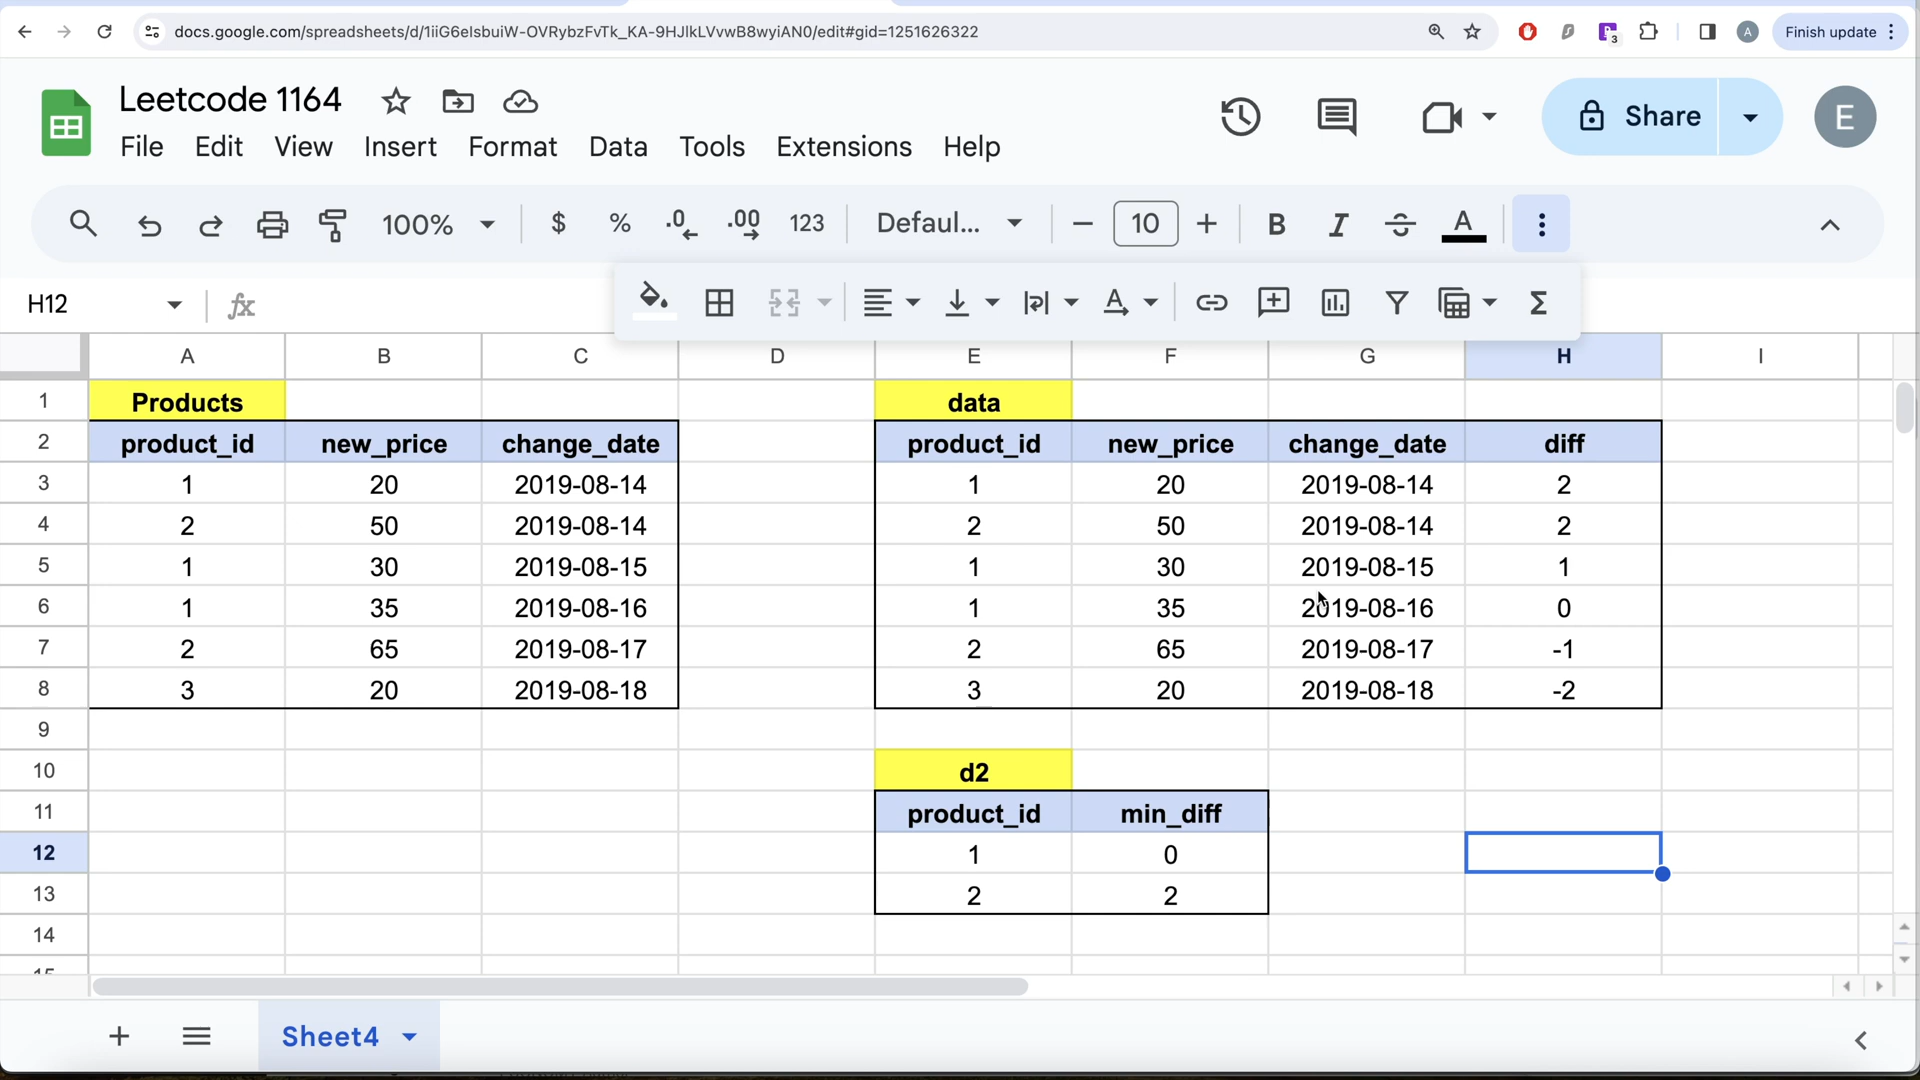 docs.google.com/spreadsheets/d/1iiG6eIsbuiW-OVRybzFvTk_KA-9HJlkLVvwB8wyiAN0/edit#gid=1251626322
3
A
Finish update
Leetcode 1164
File Edit View Insert Format Data Tools Extensions Help
Share
E
100% $ % .0 .00 123 Defaul... 10 B I S A
H12 fx
A B C D E F G H I
1 Products data
2 product_id new_price change_date product_id new_price change_date diff
3 1 20 2019-08-14 1 20 2019-08-14 2
4 2 50 2019-08-14 2 50 2019-08-14 2
5 1 30 2019-08-15 1 30 2019-08-15 1
6 1 35 2019-08-16 1 35 2019-08-16 0
7 2 65 2019-08-17 2 65 2019-08-17 -1
8 3 20 2019-08-18 3 20 2019-08-18 -2
9
10 d2
11 product_id min_diff
12 1 0
13 2 2
14
15
Sheet4